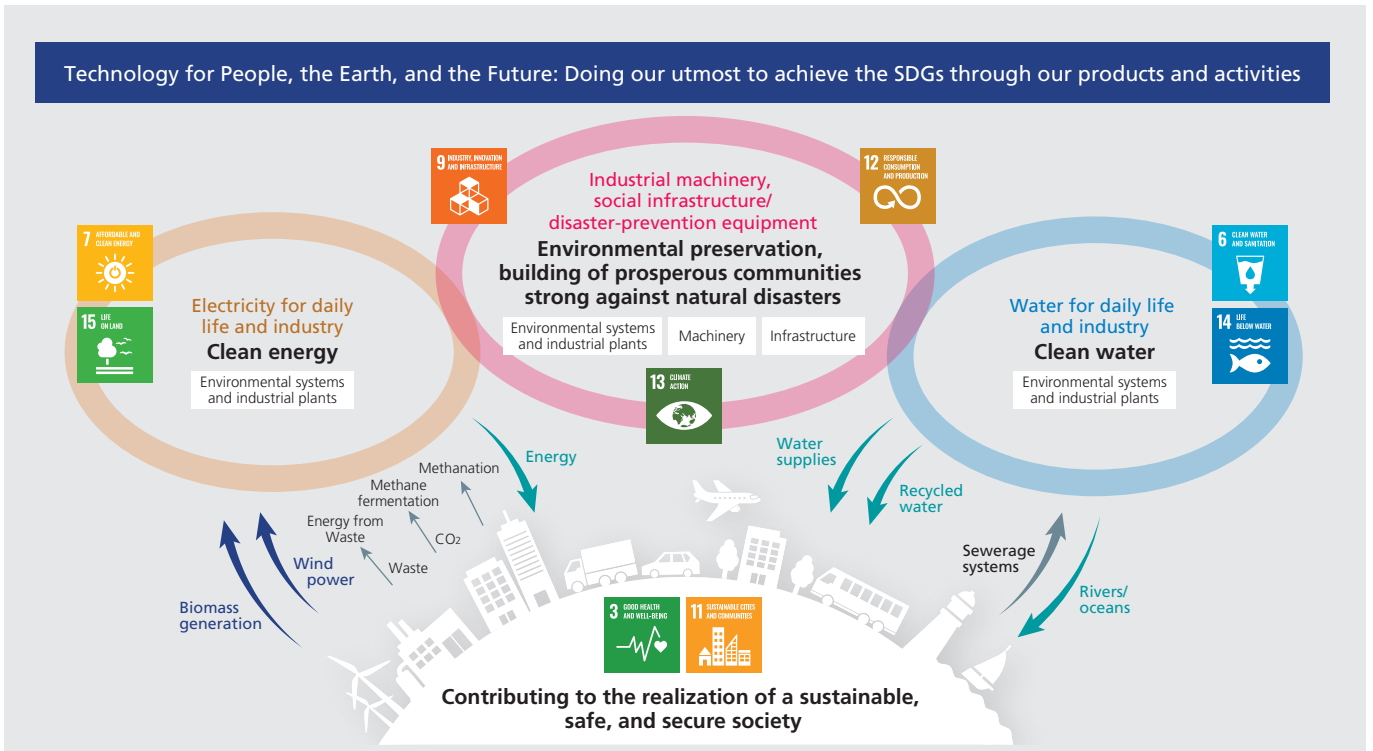 Technology for People, the Earth, and the Future: Doing our utmost to achieve the SDGs through our products and activities
9 INDUSTRY, INNOVATION
AND INFRASTRUCTURE
12 RESPONSIBLE
CONSUMPTION
AND PRODUCTION
Industrial machinery,
social infrastructure/
disaster-prevention equipment
Environmental preservation,
building of prosperous communities
strong against natural disasters
Environmental systems
and industrial plants
Machinery
Infrastructure
13 CLIMATE
ACTION
7 AFFORDABLE AND
CLEAN ENERGY
15 LIFE
ON LAND
Electricity for daily
life and industry
Clean energy
Environmental systems
and industrial plants
6 CLEAN WATER
AND SANITATION
14 LIFE
BELOW WATER
Water for daily life
and industry
Clean water
Environmental systems
and industrial plants
Energy
Methanation
Methane
fermentation
Energy from
Waste
CO₂
Waste
Wind
power
Biomass
generation
Water
supplies
Recycled
water
Sewerage
systems
Rivers/
oceans
3 GOOD HEALTH
AND WELL-BEING
11 SUSTAINABLE CITIES
AND COMMUNITIES
Contributing to the realization of a sustainable,
safe, and secure society